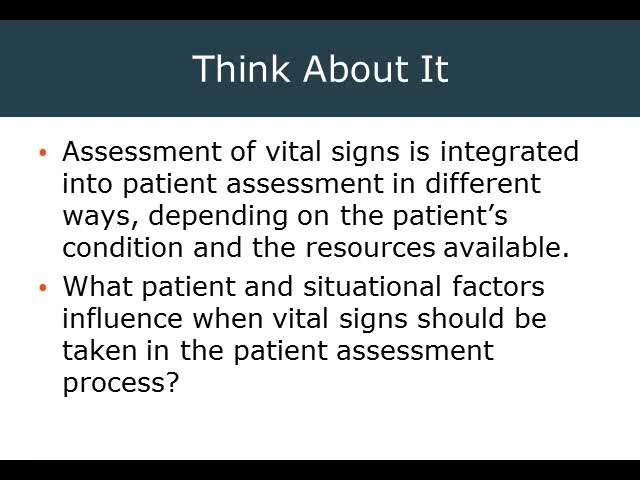 Think About It
• Assessment of vital signs is integrated
into patient assessment in different
ways, depending on the patient's
condition and the resources available.
• What patient and situational factors
influence when vital signs should be
taken in the patient assessment
process?